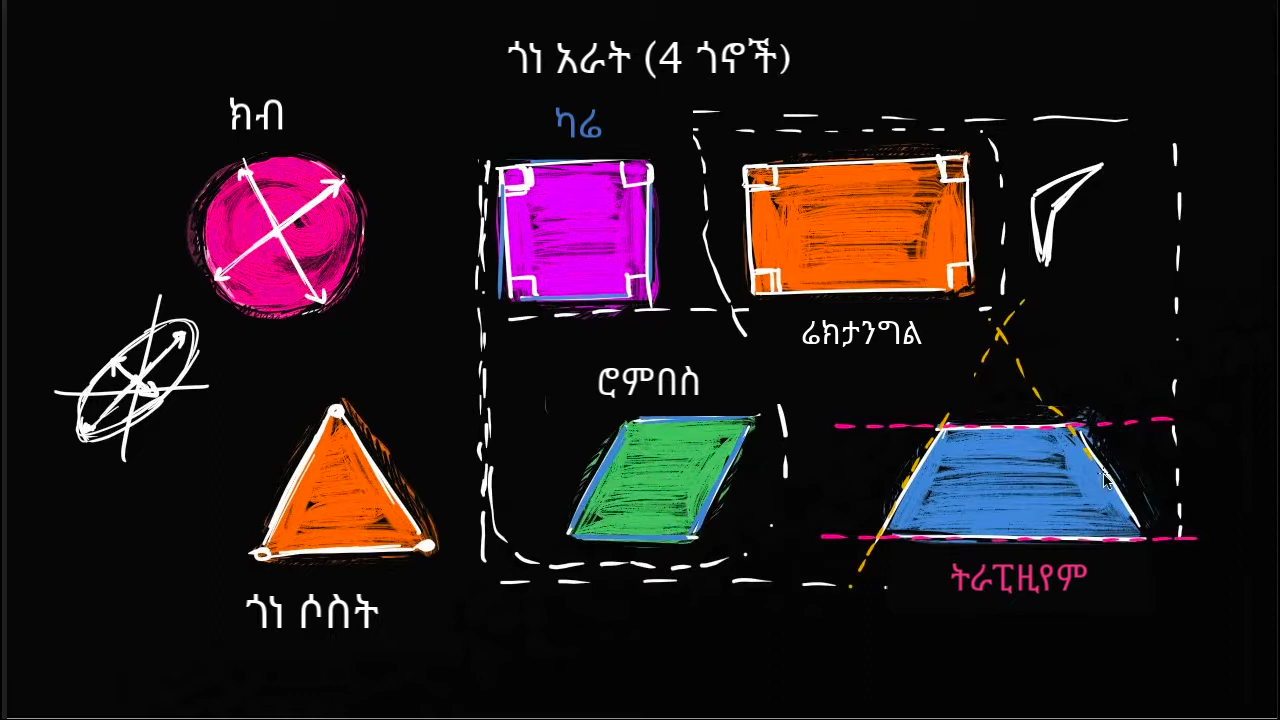 ጎነ አራት (4 ጎኖች)
ክብ
ካሬ
ሬክታንግል
ሮምበስ
ትራፒዚየም
ጎነ ሶስት